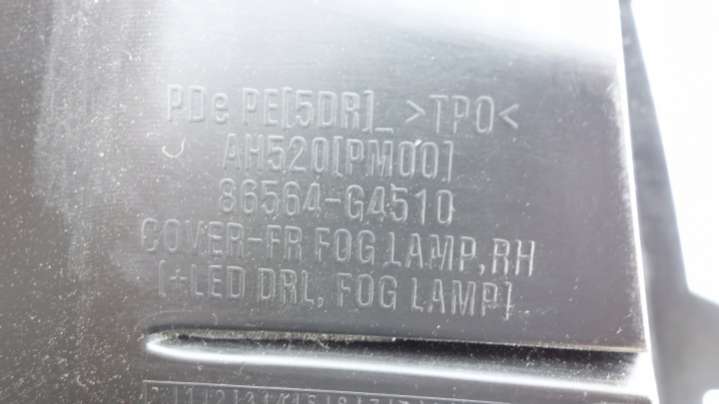 PDe PE[5DR]_ >TPO<
AH520[PM00]
86564-G4510
COVER-FR FOG LAMP,RH
[+LED DRL, FOG LAMP]